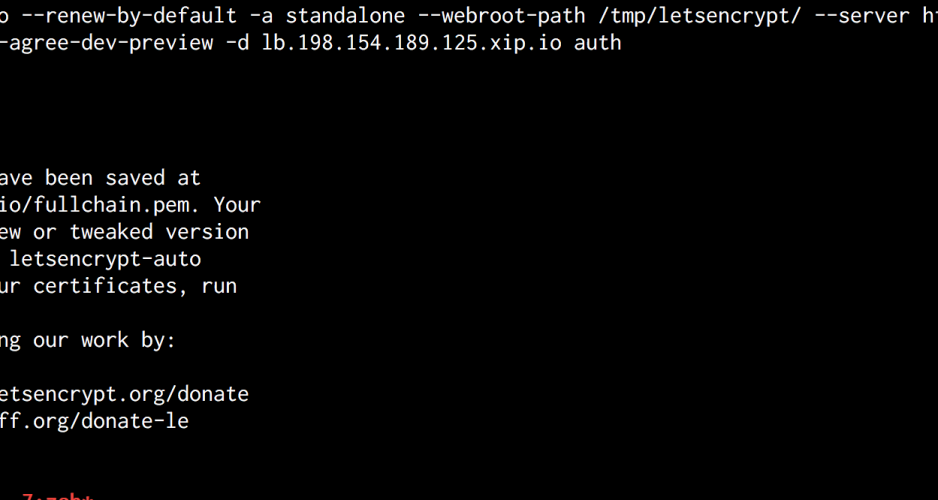 o --renew-by-default -a standalone --webroot-path /tmp/letsencrypt/ --server ht
-agree-dev-preview -d lb.198.154.189.125.xip.io auth
ave been saved at
io/fullchain.pem. Your
ew or tweaked version
letsencrypt-auto
ur certificates, run
ng our work by:
etsencrypt.org/donate
ff.org/donate-le
7:zsh*